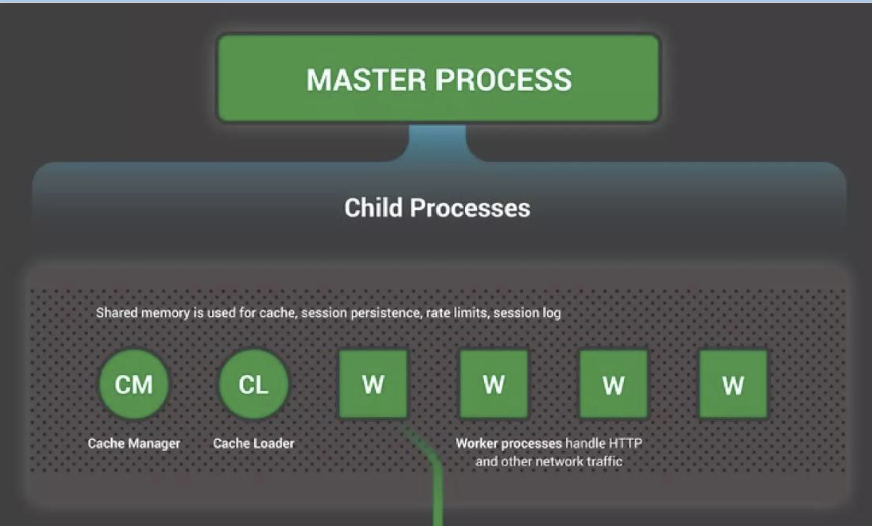 MASTER PROCESS
Child Processes
Shared memory is used for cache, session persistence, rate limits, session log
CM
CL
W
W
W
W
Cache Manager
Cache Loader
Worker processes handle HTTP
and other network traffic